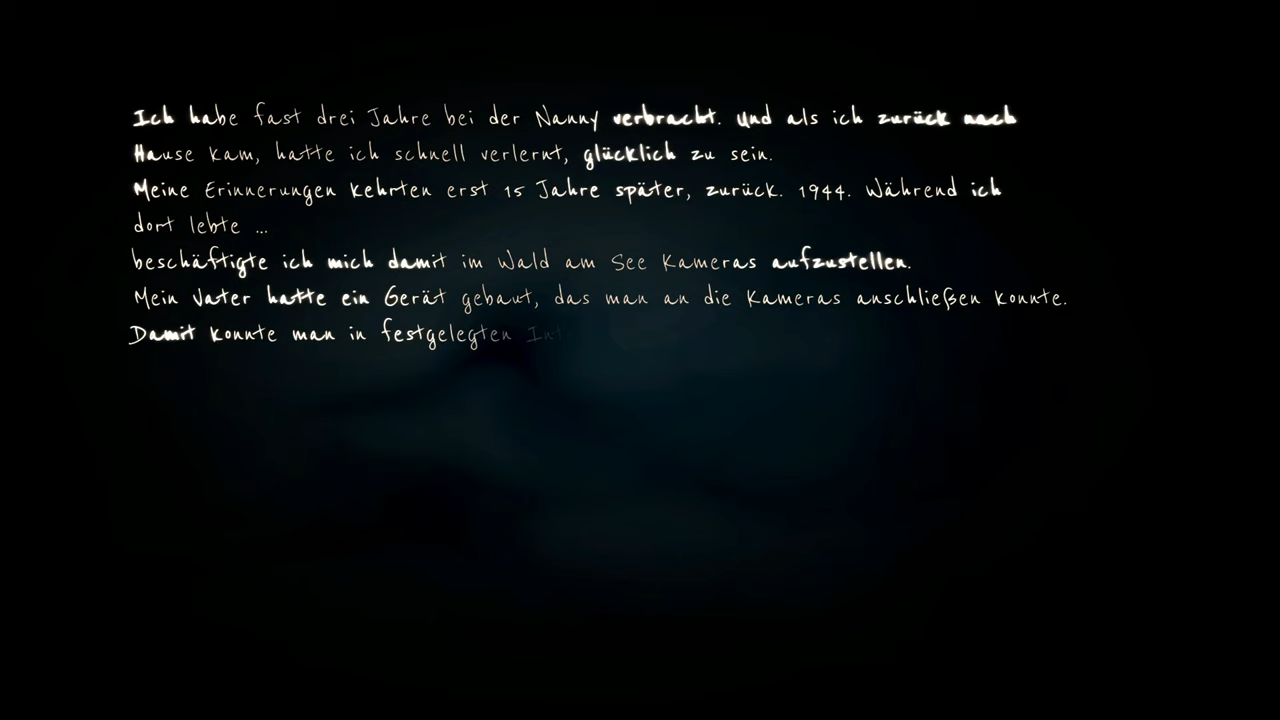 Ich habe fast drei Jahre bei der Nanny verbracht. Und als ich zurück nach
Hause kam, hatte ich schnell verlernt, glücklich zu sein.
Meine Erinnerungen kehrten erst 15 Jahre später, zurück. 1944. Während ich
dort lebte ...
beschäftigte ich mich damit im Wald am See Kameras aufzustellen.
Mein Vater hatte ein Gerät gebaut, das man an die Kameras anschließen konnte.
Damit konnte man in festgelegten Int